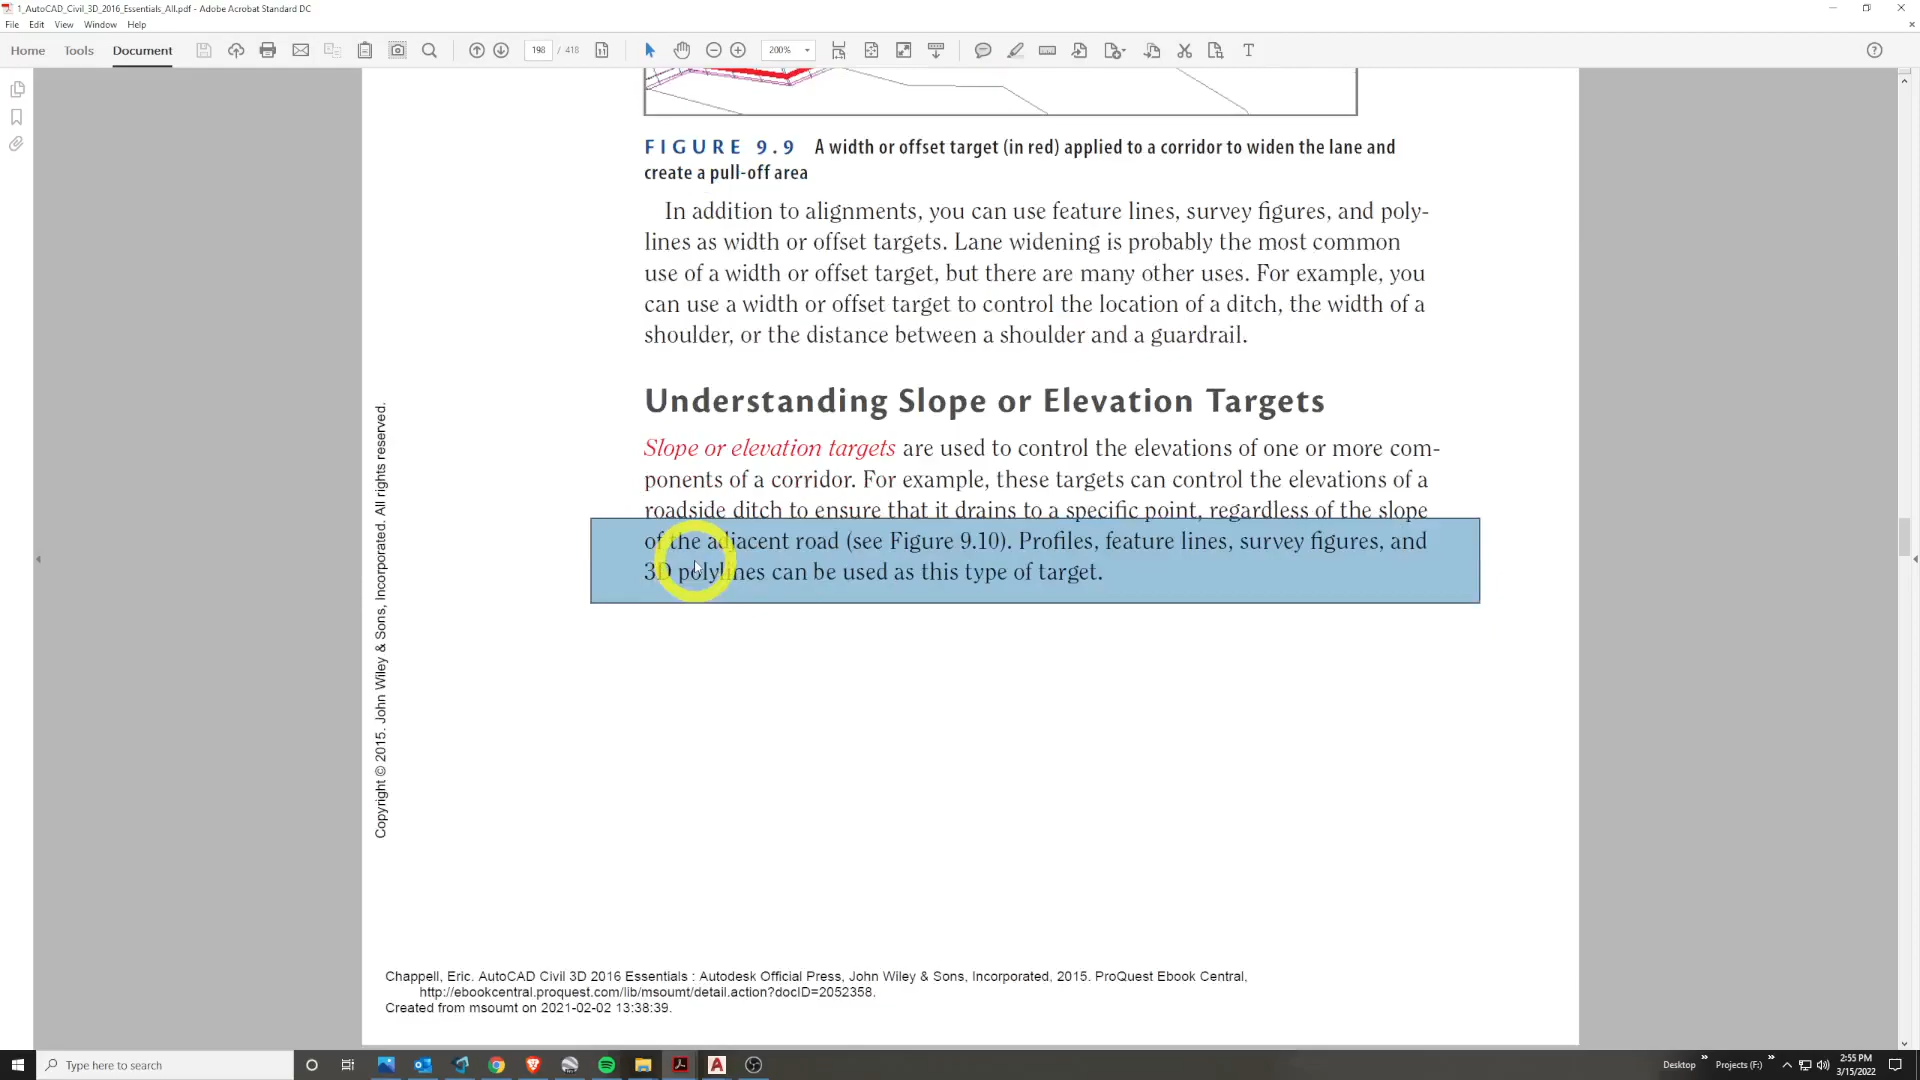 1_AutoCAD_Civil_3D_2016_Essentials_All.pdf - Adobe Acrobat Standard DC
File Edit View Window Help
Home Tools Document 198 / 418 200%
FIGURE 9.9 A width or offset target (in red) applied to a corridor to widen the lane and
create a pull-off area
In addition to alignments, you can use feature lines, survey figures, and poly-
lines as width or offset targets. Lane widening is probably the most common
use of a width or offset target, but there are many other uses. For example, you
can use a width or offset target to control the location of a ditch, the width of a
shoulder, or the distance between a shoulder and a guardrail.
Understanding Slope or Elevation Targets
Slope or elevation targets are used to control the elevations of one or more com-
ponents of a corridor. For example, these targets can control the elevations of a
roadside ditch to ensure that it drains to a specific point, regardless of the slope
of the adjacent road (see Figure 9.10). Profiles, feature lines, survey figures, and
3D polylines can be used as this type of target.
Copyright © 2015. John Wiley & Sons, Incorporated. All rights reserved.
Chappell, Eric. AutoCAD Civil 3D 2016 Essentials : Autodesk Official Press, John Wiley & Sons, Incorporated, 2015. ProQuest Ebook Central,
http://ebookcentral.proquest.com/lib/msoumt/detail.action?docID=2052358.
Created from msoumt on 2021-02-02 13:38:39.
Type here to search
Desktop
Projects (F:)
2:55 PM
3/15/2022